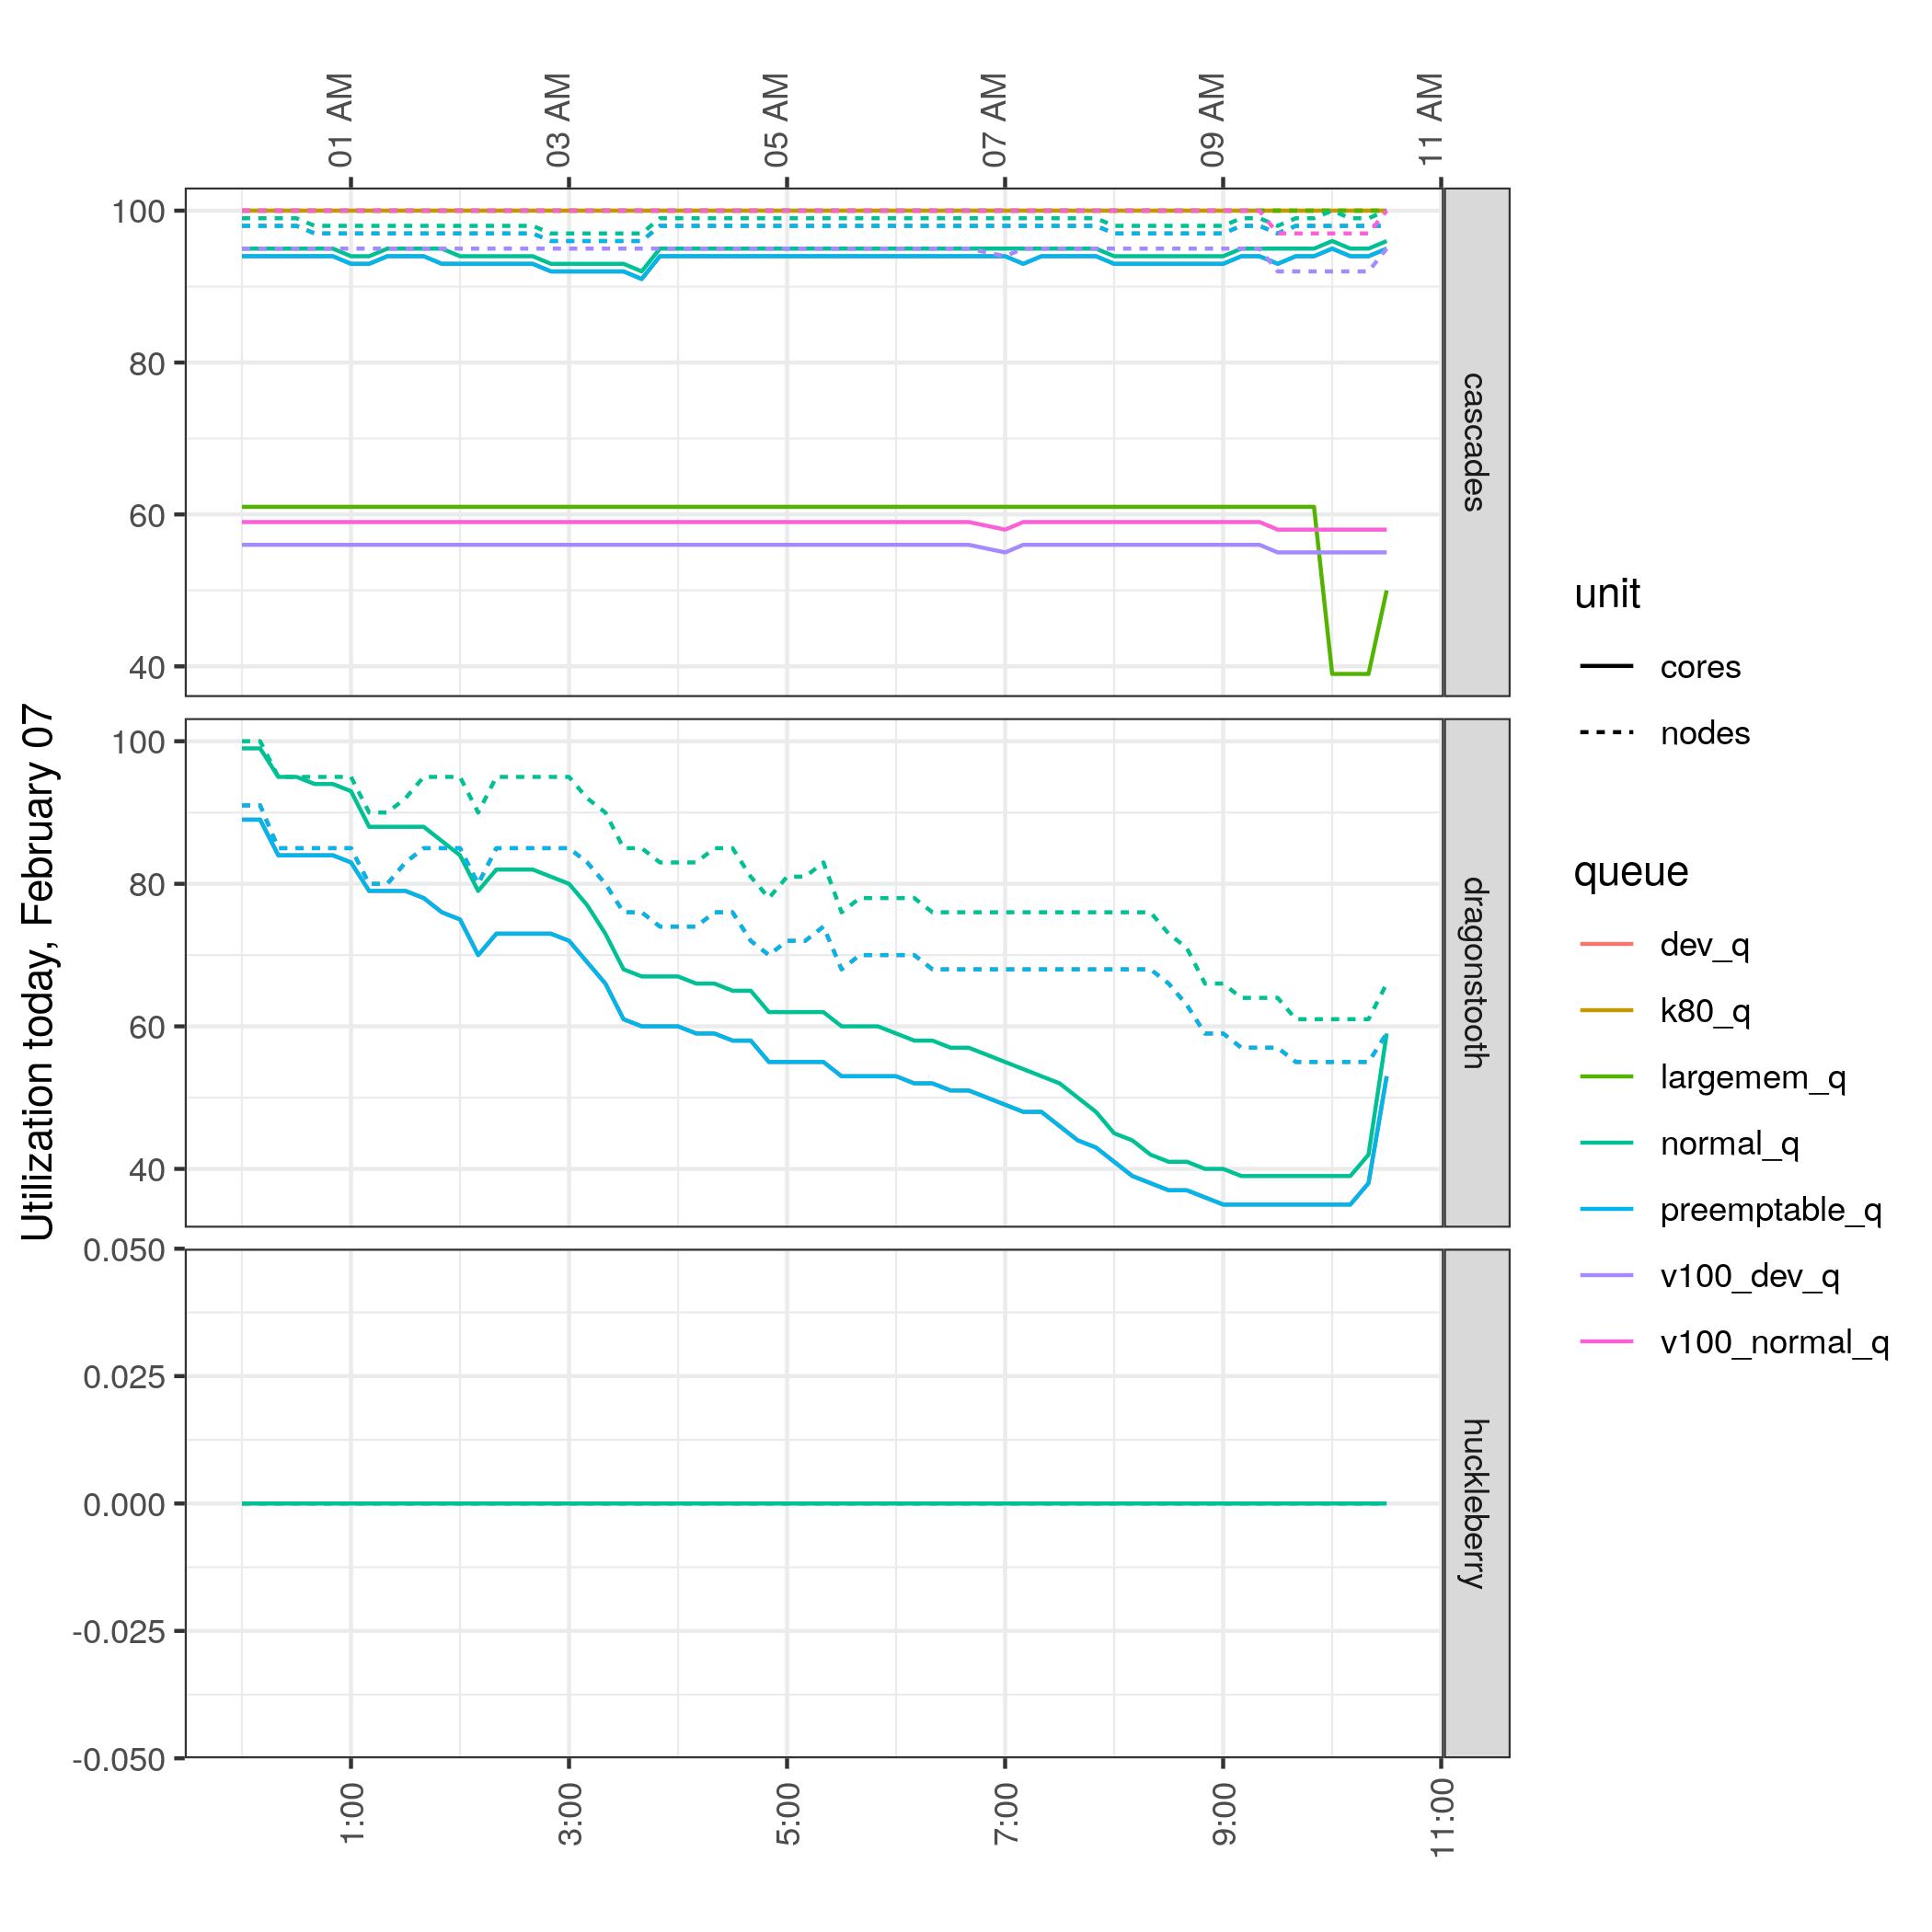 01 AM
03 AM
05 AM
07 AM
09 AM
11 AM
Utilization today, February 07
100
80
60
40
cascades
100
80
60
40
dragonstooth
0.050
0.025
0.000
-0.025
-0.050
huckleberry
1:00
3:00
5:00
7:00
9:00
11:00
unit
cores
nodes
queue
dev_q
k80_q
largemem_q
normal_q
preemptable_q
v100_dev_q
v100_normal_q